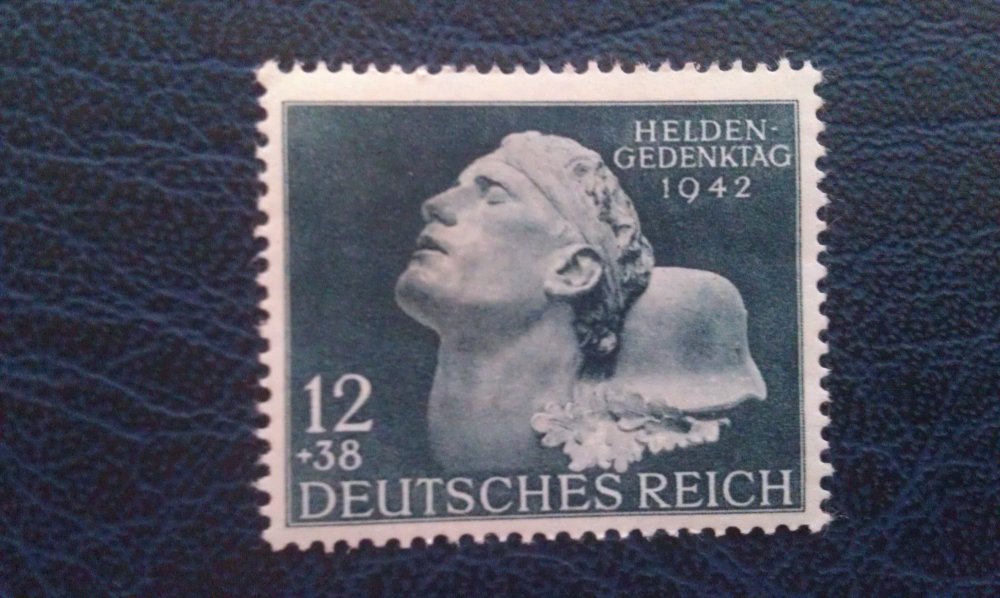 HELDEN-
GEDENKTAG
1942
12
+38
DEUTSCHES REICH